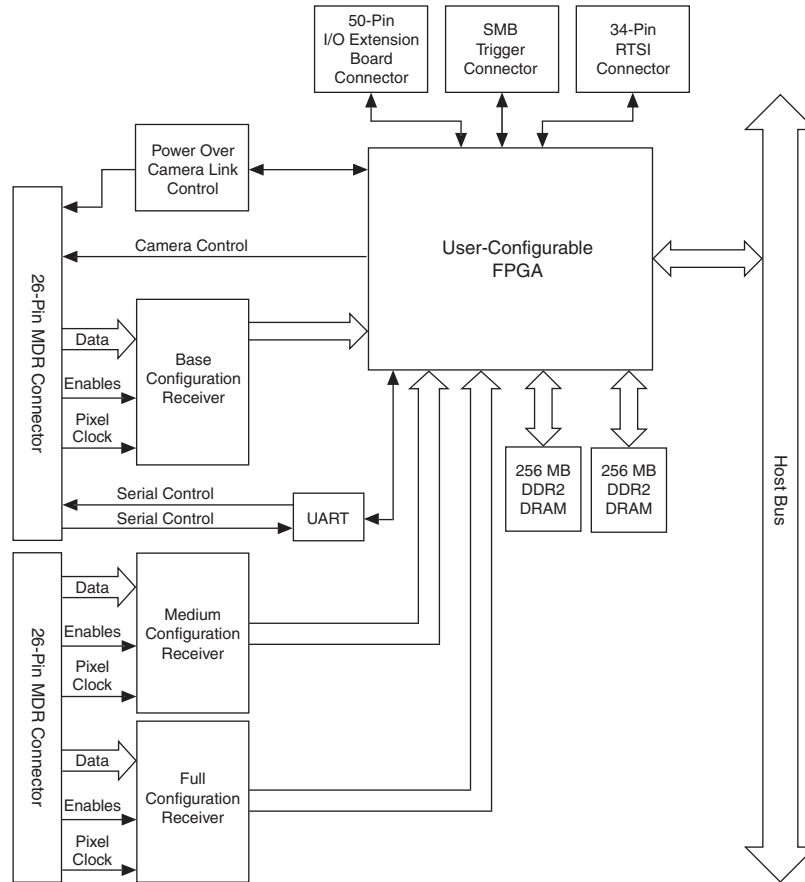 50-Pin
I/O Extension
Board
Connector
SMB
Trigger
Connector
34-Pin
RTSI
Connector
Power Over
Camera Link
Control
Camera Control
User-Configurable
FPGA
26-Pin MDR Connector
Data
Enables
Pixel
Clock
Base
Configuration
Receiver
Serial Control
Serial Control
UART
256 MB
DDR2
DRAM
256 MB
DDR2
DRAM
Host Bus
26-Pin MDR Connector
Data
Enables
Pixel
Clock
Medium
Configuration
Receiver
Data
Enables
Pixel
Clock
Full
Configuration
Receiver